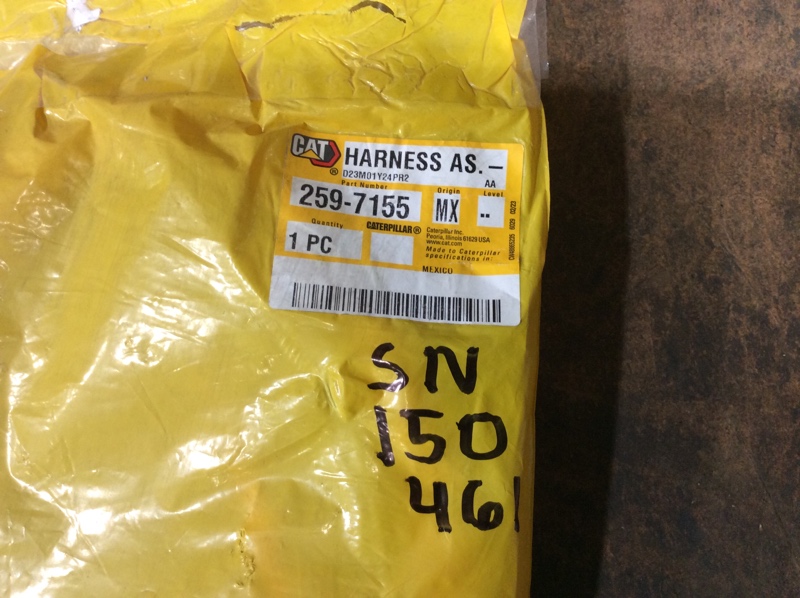 CAT
HARNESS AS. –
®
D23M01Y24PR2
AA
Part Number
Origin
Level
259-7155
MX
--
Quantity
CATERPILLAR®
1 PC
Caterpillar Inc.
Peoria, Illinois 61629 USA
www.cat.com
Made to Caterpillar
specifications in:
MEXICO
SN
150
461